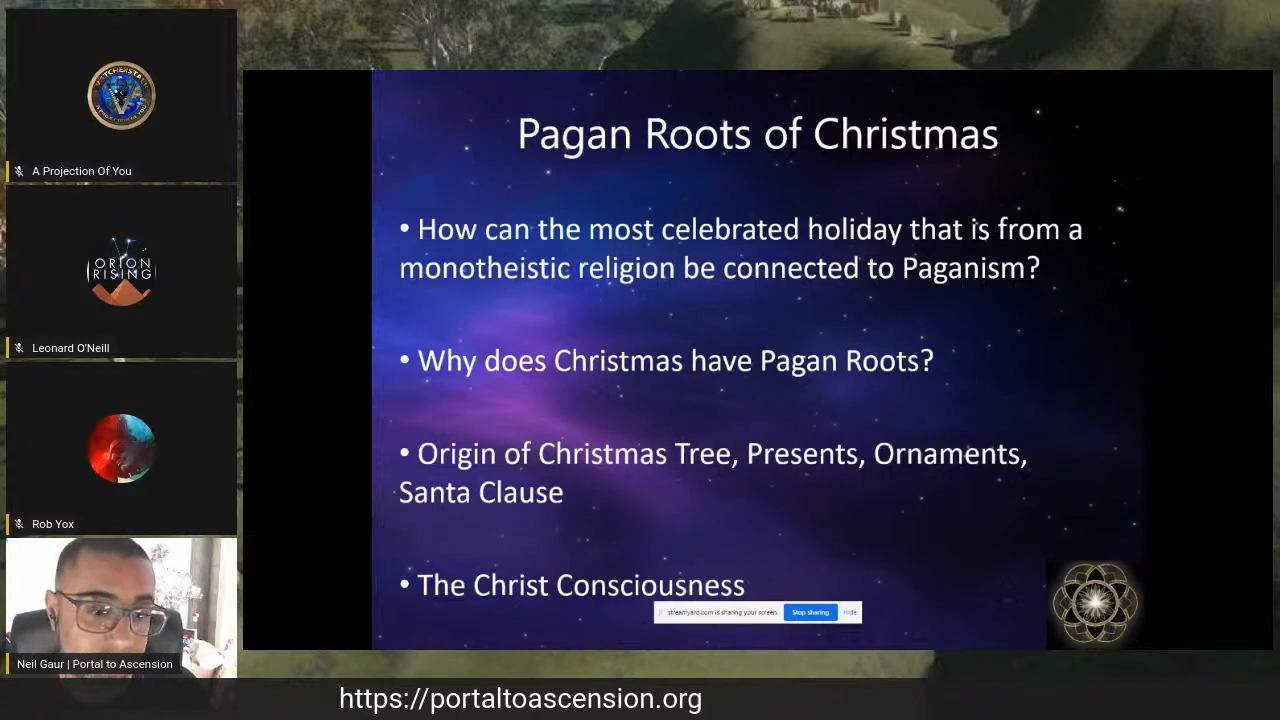 A Projection Of You
ORION
RISING
Leonard O'Neill
Rob Yox
Neil Gaur | Portal to Ascension
Pagan Roots of Christmas
• How can the most celebrated holiday that is from a
monotheistic religion be connected to Paganism?
• Why does Christmas have Pagan Roots?
• Origin of Christmas Tree, Presents, Ornaments,
Santa Clause
• The Christ Consciousness
streamyard.com is sharing your screen.
Stop sharing
Hide
https://portaltoascension.org